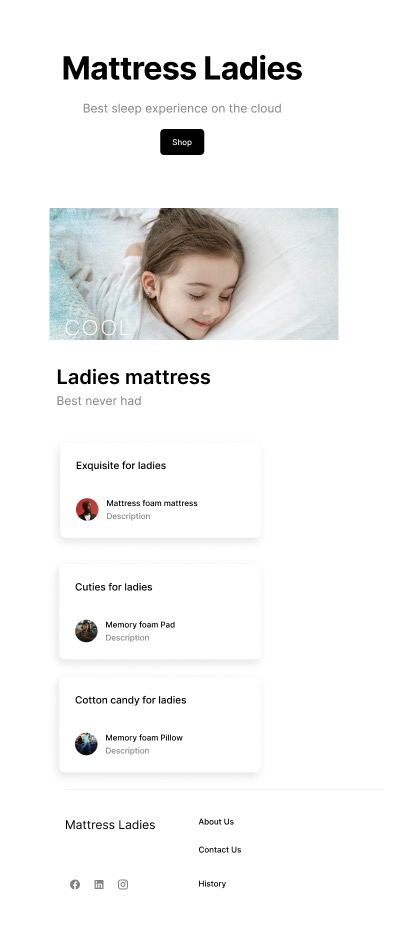 Mattress Ladies
Best sleep experience on the cloud
Shop
COOL
Ladies mattress
Best never had
Exquisite for ladies
Mattress foam mattress
Description
Cuties for ladies
Memory foam Pad
Description
Cotton candy for ladies
Memory foam Pillow
Description
Mattress Ladies
About Us
Contact Us
History